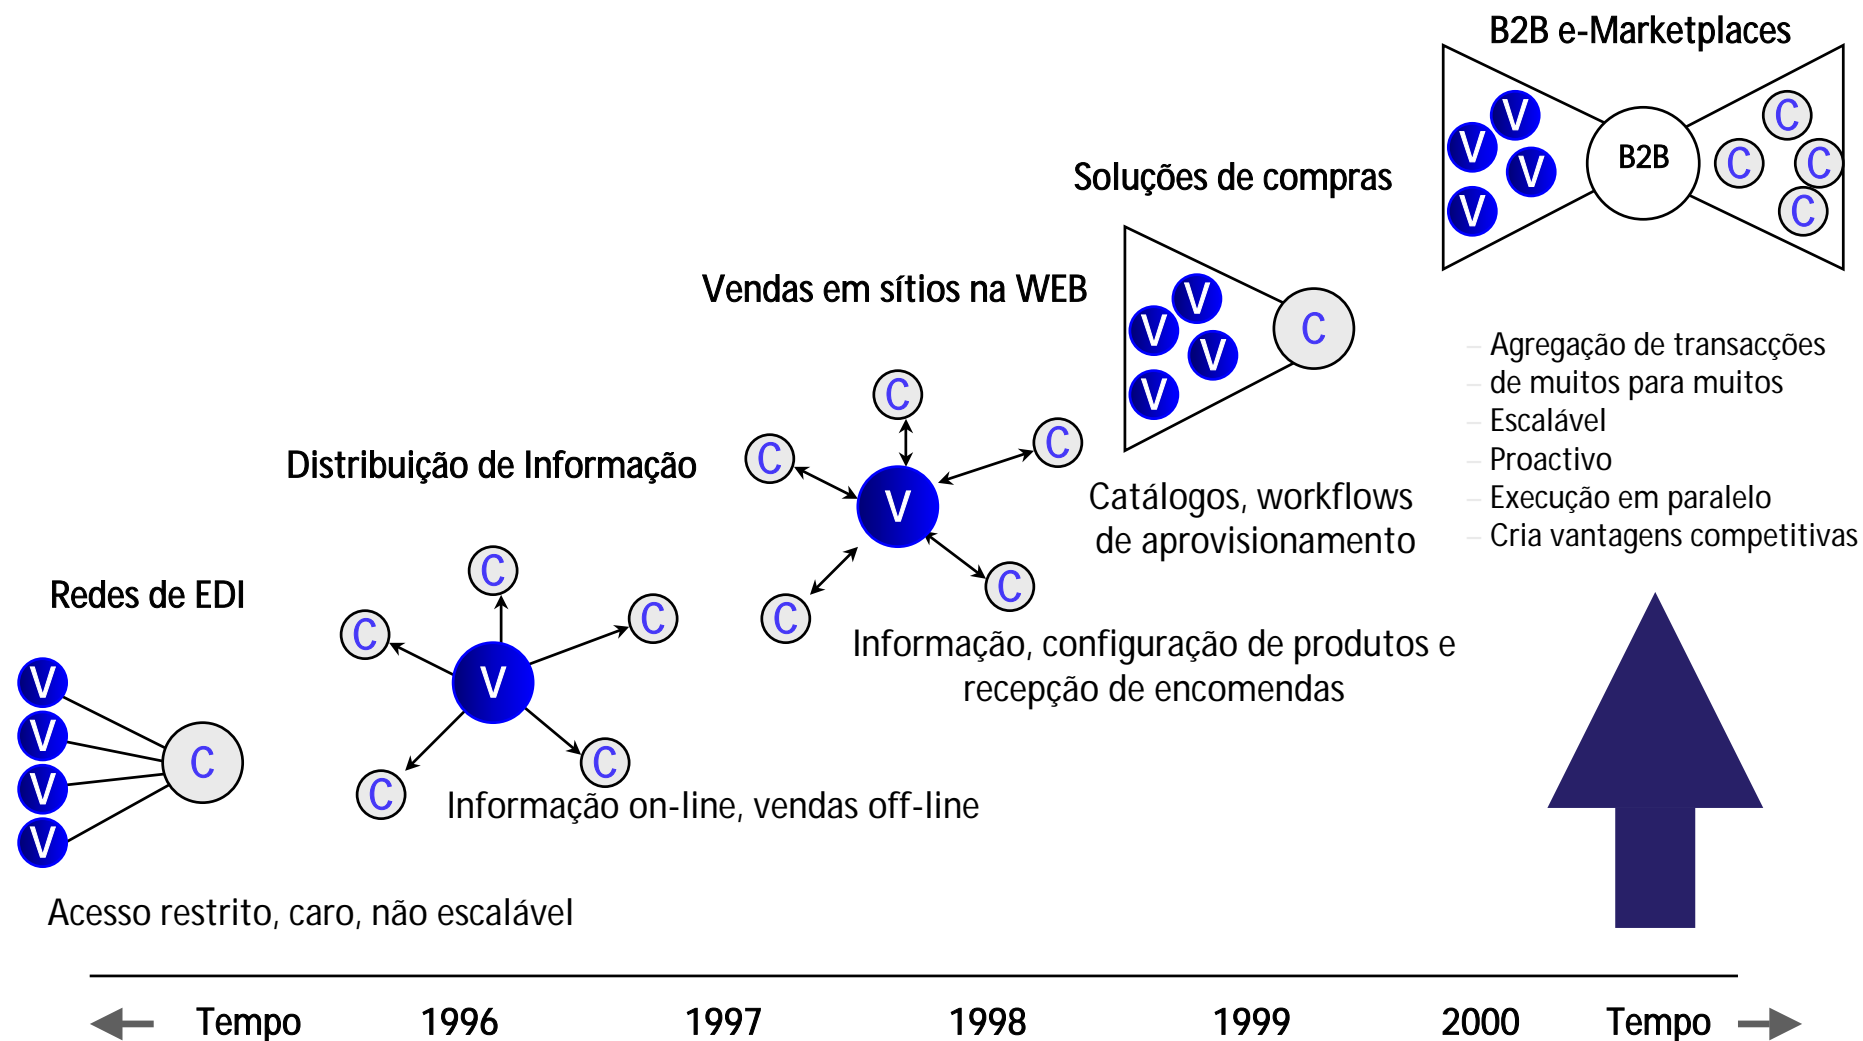 B2B e-Marketplaces
V
V
V
V
B2B
C
C
C
C
Soluções de compras
V
V
V
V
C
Vendas em sítios na WEB
– Agregação de transacções
– de muitos para muitos
– Escalável
– Proactivo
– Execução em paralelo
– Cria vantagens competitivas
Catálogos, workflows
de aprovisionamento
C
C
C
V
C
C
Distribuição de Informação
Informação, configuração de produtos e
recepção de encomendas
C
C
C
V
C
C
Informação on-line, vendas off-line
Redes de EDI
V
V
V
V
C
Acesso restrito, caro, não escalável
Tempo 1996 1997 1998 1999 2000 Tempo